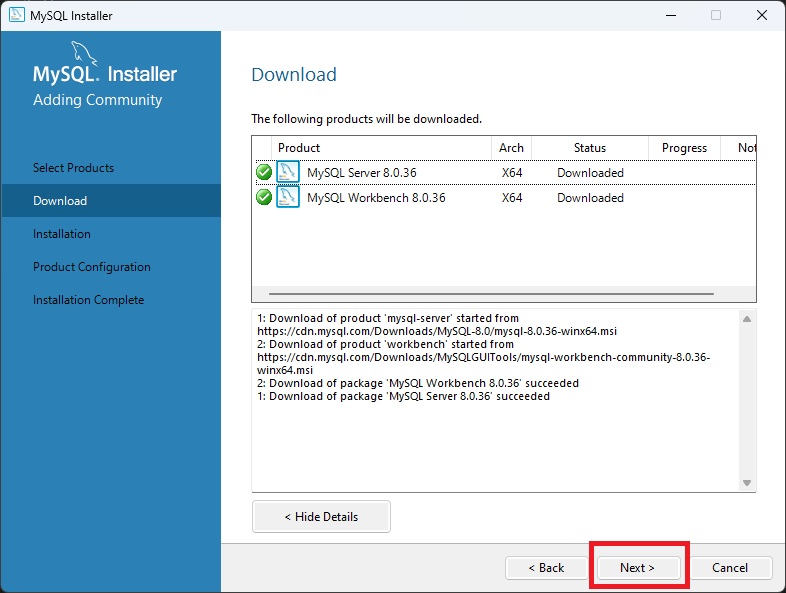 MySQL Installer
MySQL. Installer
Adding Community
Select Products
Download
Installation
Product Configuration
Installation Complete
Download
The following products will be downloaded.
Product Arch Status Progress Not
MySQL Server 8.0.36 X64 Downloaded
MySQL Workbench 8.0.36 X64 Downloaded
1: Download of product 'mysql-server' started from
https://cdn.mysql.com/Downloads/MySQL-8.0/mysql-8.0.36-winx64.msi
2: Download of product 'workbench' started from
https://cdn.mysql.com/Downloads/MySQLGUITools/mysql-workbench-community-8.0.36-
winx64.msi
2: Download of package 'MySQL Workbench 8.0.36' succeeded
1: Download of package 'MySQL Server 8.0.36' succeeded
< Hide Details
< Back Next > Cancel